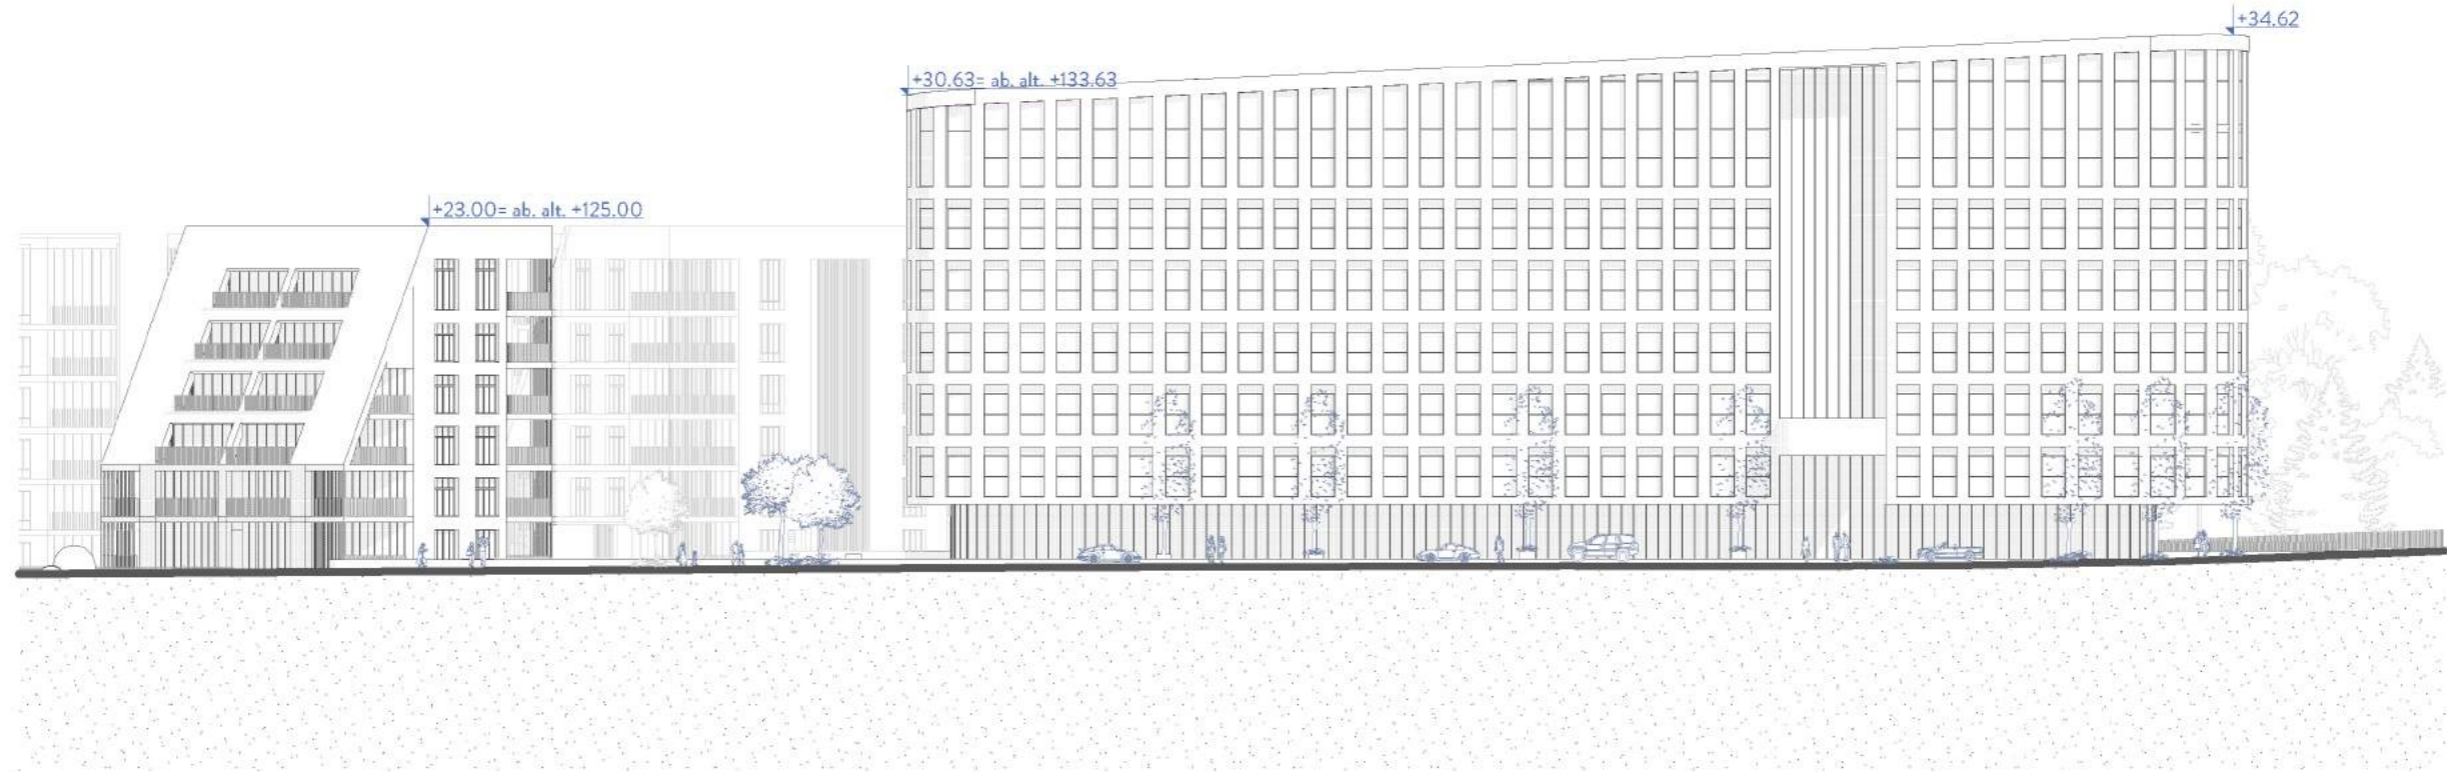 +34.62
+30.63= ab. alt. +133.63
+23.00= ab. alt. +125.00